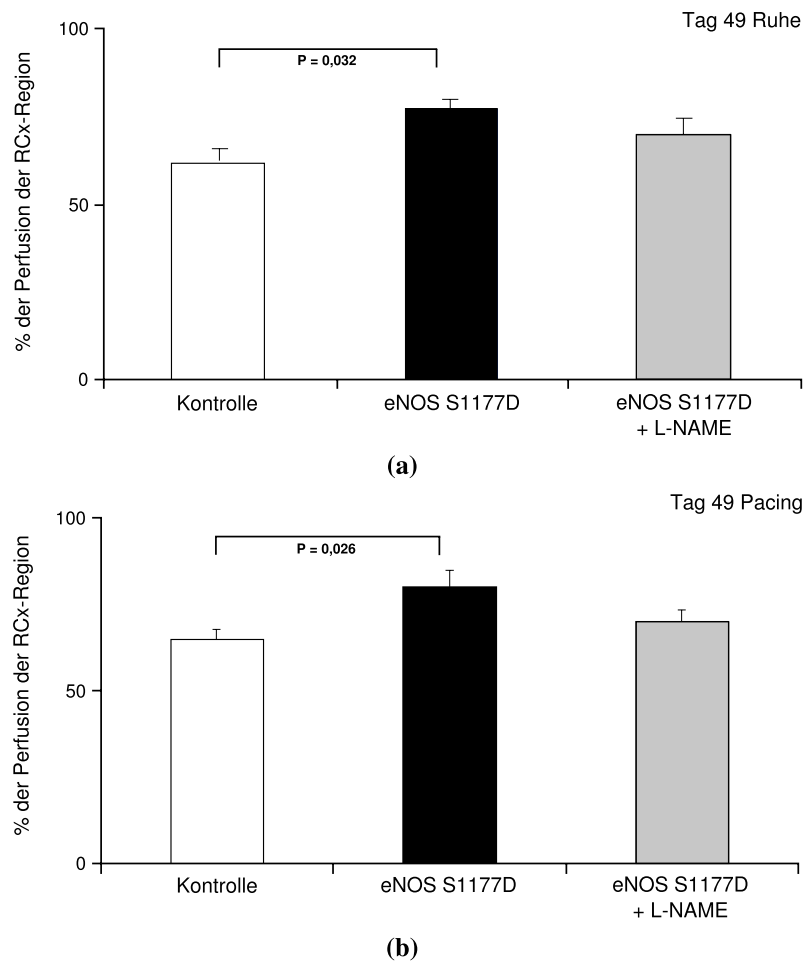 Tag 49 Ruhe
100
P = 0,032
50
0
% der Perfusion der RCx-Region
Kontrolle
eNOS S1177D
eNOS S1177D
+ L-NAME
(a)
Tag 49 Pacing
100
P = 0,026
50
0
% der Perfusion der RCx-Region
Kontrolle
eNOS S1177D
eNOS S1177D
+ L-NAME
(b)